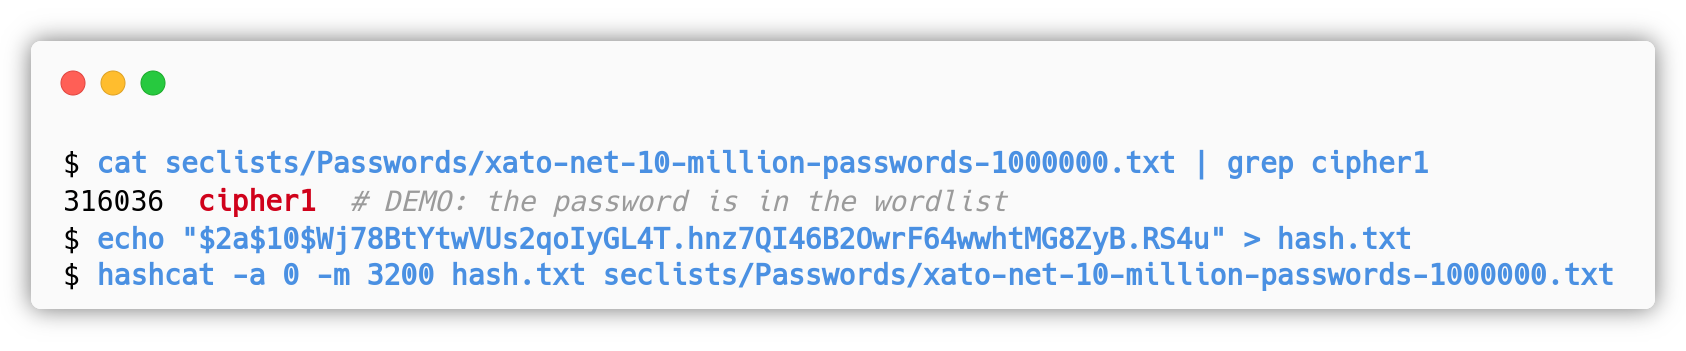 $ cat seclists/Passwords/xato-net-10-million-passwords-1000000.txt | grep cipher1
316036  cipher1  # DEMO: the password is in the wordlist
$ echo "$2a$10$Wj78BtYtwVUs2qoIyGL4T.hnz7QI46B2OwrF64wwhtMG8ZyB.RS4u" > hash.txt
$ hashcat -a 0 -m 3200 hash.txt seclists/Passwords/xato-net-10-million-passwords-1000000.txt